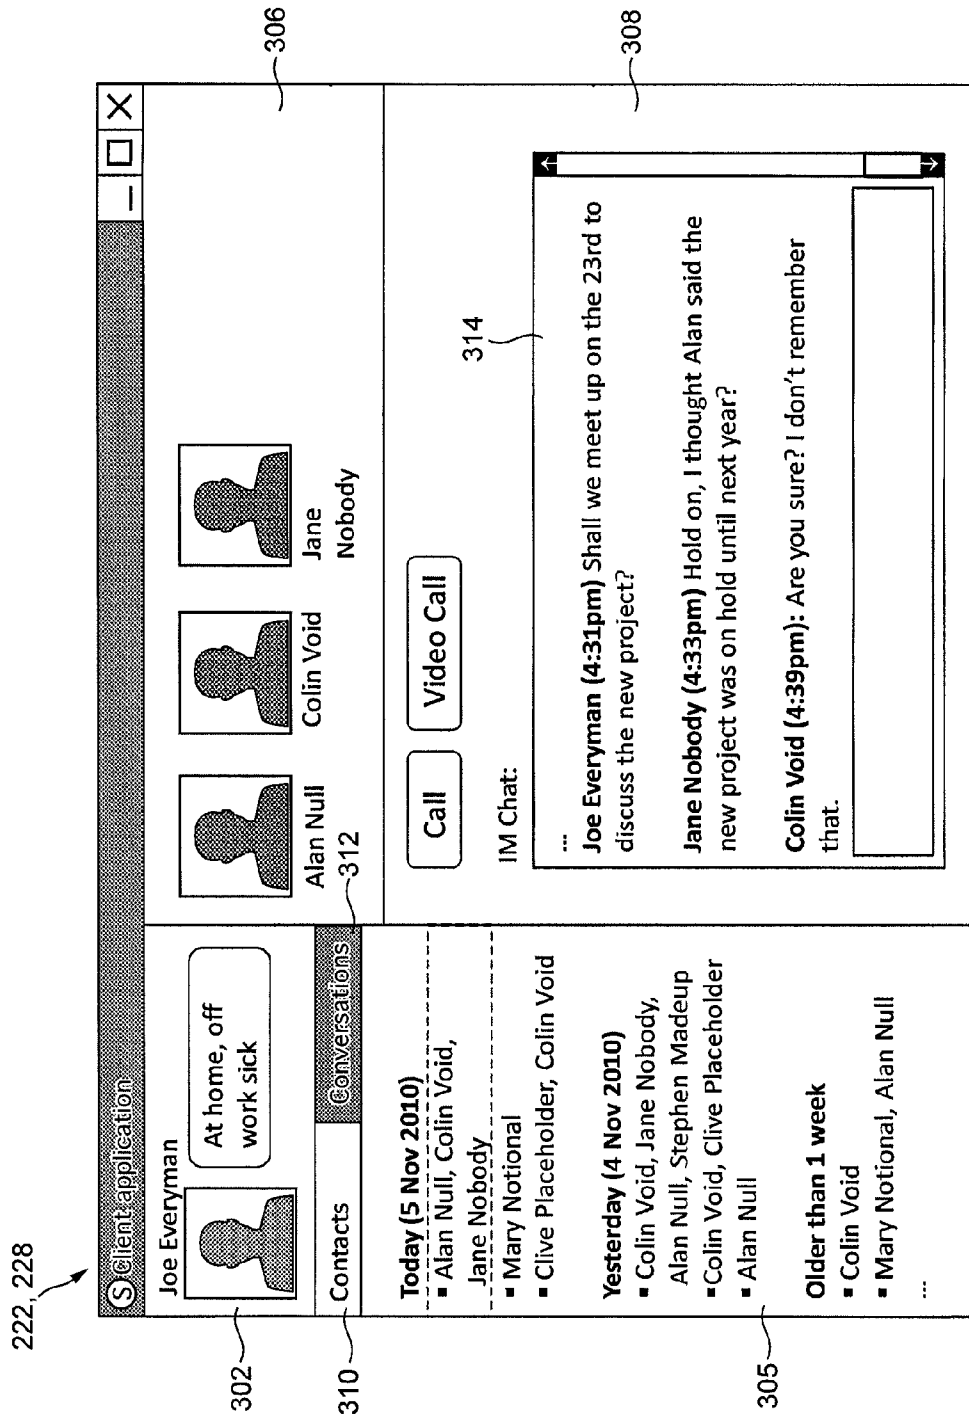 222, 228
S Client application
Joe Everyman
At home, off
work sick
302
310
Contacts
Conversations
312
Today (5 Nov 2010)
▪ Alan Null, Colin Void,
Jane Nobody
▪ Mary Notional
▪ Clive Placeholder, Colin Void
Yesterday (4 Nov 2010)
▪ Colin Void, Jane Nobody,
Alan Null, Stephen Madeup
▪ Colin Void, Clive Placeholder
▪ Alan Null
Older than 1 week
▪ Colin Void
▪ Mary Notional, Alan Null
...
305
Alan Null
Colin Void
Jane
Nobody
306
Call
Video Call
308
IM Chat:
314
...
Joe Everyman (4:31pm) Shall we meet up on the 23rd to
discuss the new project?
Jane Nobody (4:33pm) Hold on, I thought Alan said the
new project was on hold until next year?
Colin Void (4:39pm): Are you sure? I don't remember
that.